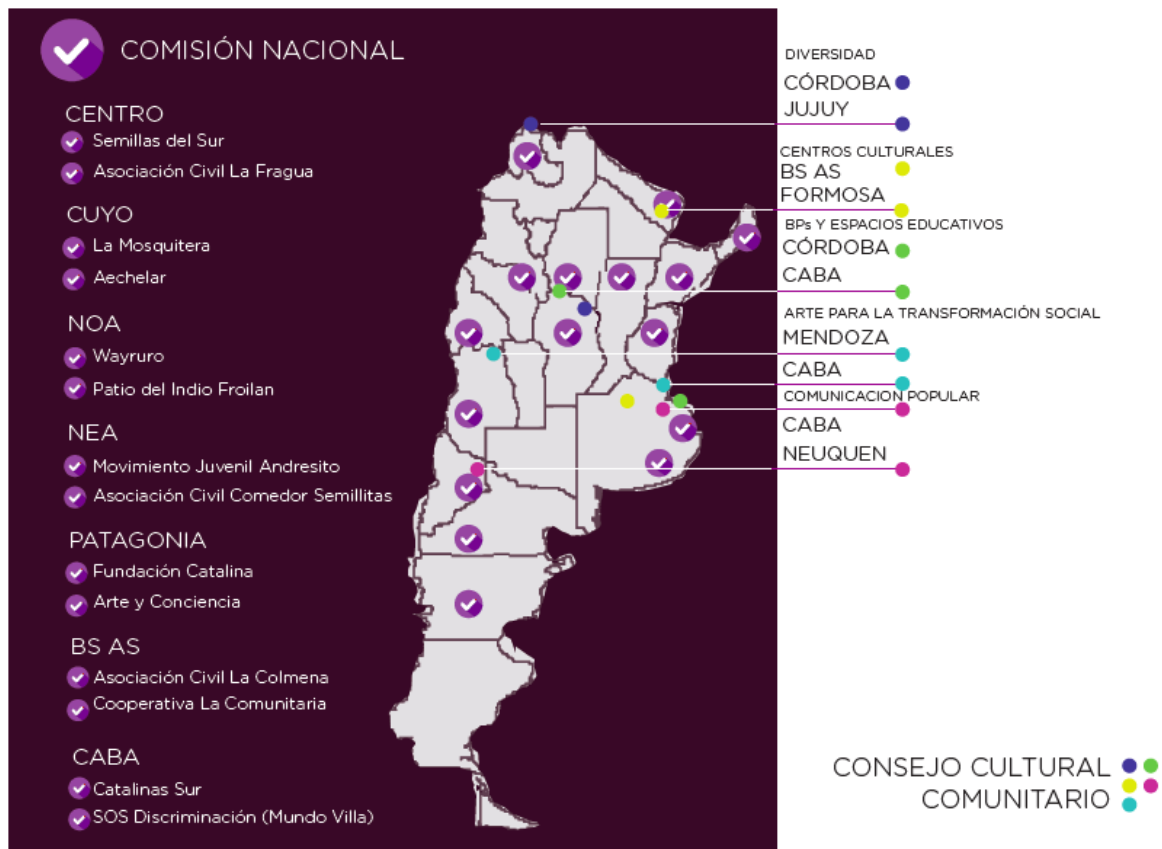 COMISIÓN NACIONAL
CENTRO
Semillas del Sur
Asociación Civil La Fragua
CUYO
La Mosquitera
Aechelar
NOA
Wayruro
Patio del Indio Froilan
NEA
Movimiento Juvenil Andresito
Asociación Civil Comedor Semillitas
PATAGONIA
Fundación Catalina
Arte y Conciencia
BS AS
Asociación Civil La Colmena
Cooperativa La Comunitaria
CABA
Catalinas Sur
SOS Discriminación (Mundo Villa)
DIVERSIDAD
CÓRDOBA
JUJUY
CENTROS CULTURALES
BS AS
FORMOSA
BPs Y ESPACIOS EDUCATIVOS
CÓRDOBA
CABA
ARTE PARA LA TRANSFORMACIÓN SOCIAL
MENDOZA
CABA
COMUNICACION POPULAR
CABA
NEUQUEN
CONSEJO CULTURAL
COMUNITARIO